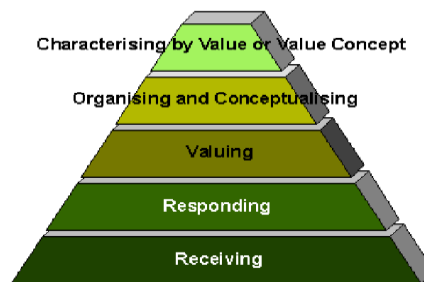 Characterising by Value or Value Concept
Organising and Conceptualising
Valuing
Responding
Receiving